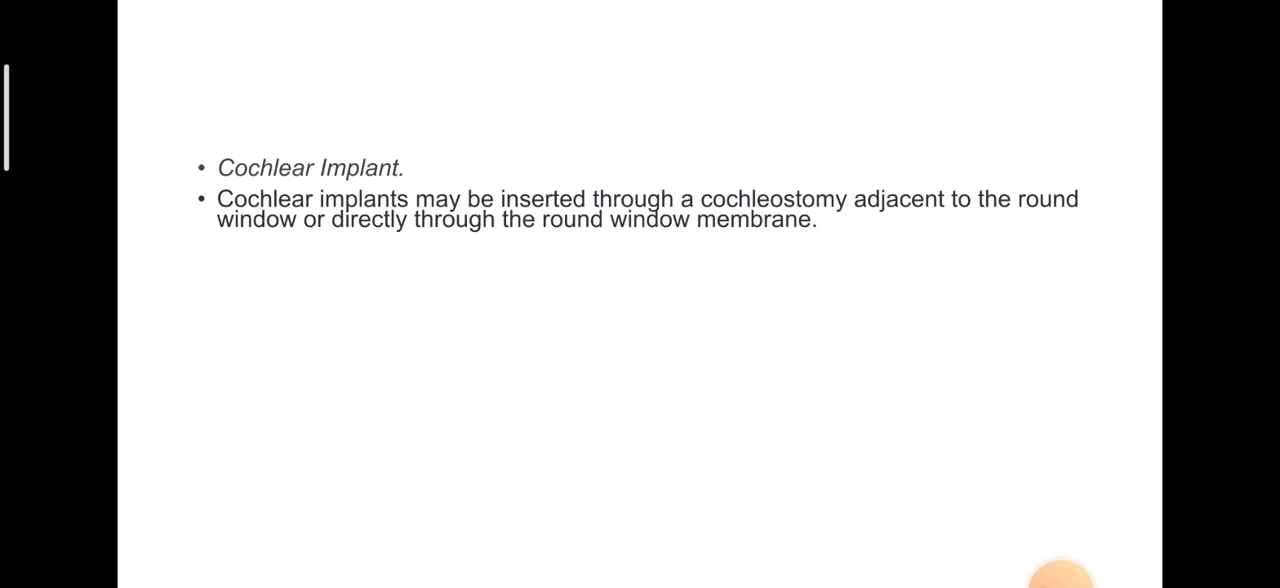 • Cochlear Implant.
• Cochlear implants may be inserted through a cochleostomy adjacent to the round
window or directly through the round window membrane.